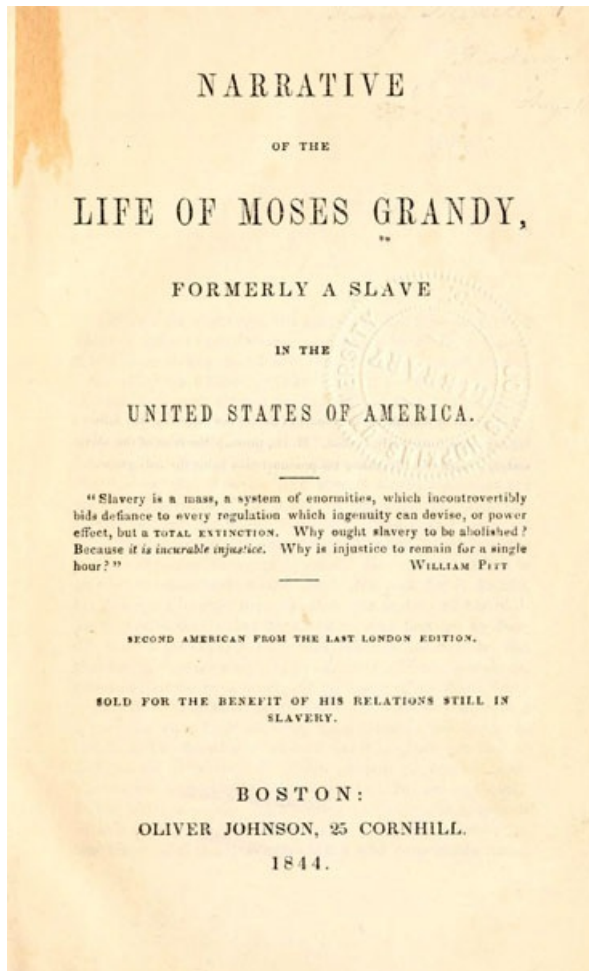 NARRATIVE
OF THE
LIFE OF MOSES GRANDY,
FORMERLY A SLAVE
IN THE
UNITED STATES OF AMERICA.
"Slavery is a mass, a system of enormities, which incontrovertibly
bids defiance to every regulation which ingenuity can devise, or power
effect, but a TOTAL EXTINCTION. Why ought slavery to be abolished?
Because it is incurable injustice. Why is injustice to remain for a single
hour?" WILLIAM PITT
SECOND AMERICAN FROM THE LAST LONDON EDITION.
SOLD FOR THE BENEFIT OF HIS RELATIONS STILL IN
SLAVERY.
BOSTON:
OLIVER JOHNSON, 25 CORNHILL.
1844.